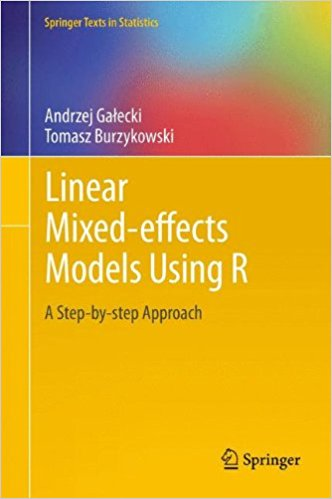 Springer Texts in Statistics
Andrzej Gałecki
Tomasz Burzykowski
Linear
Mixed-effects
Models Using R
A Step-by-step Approach
Springer